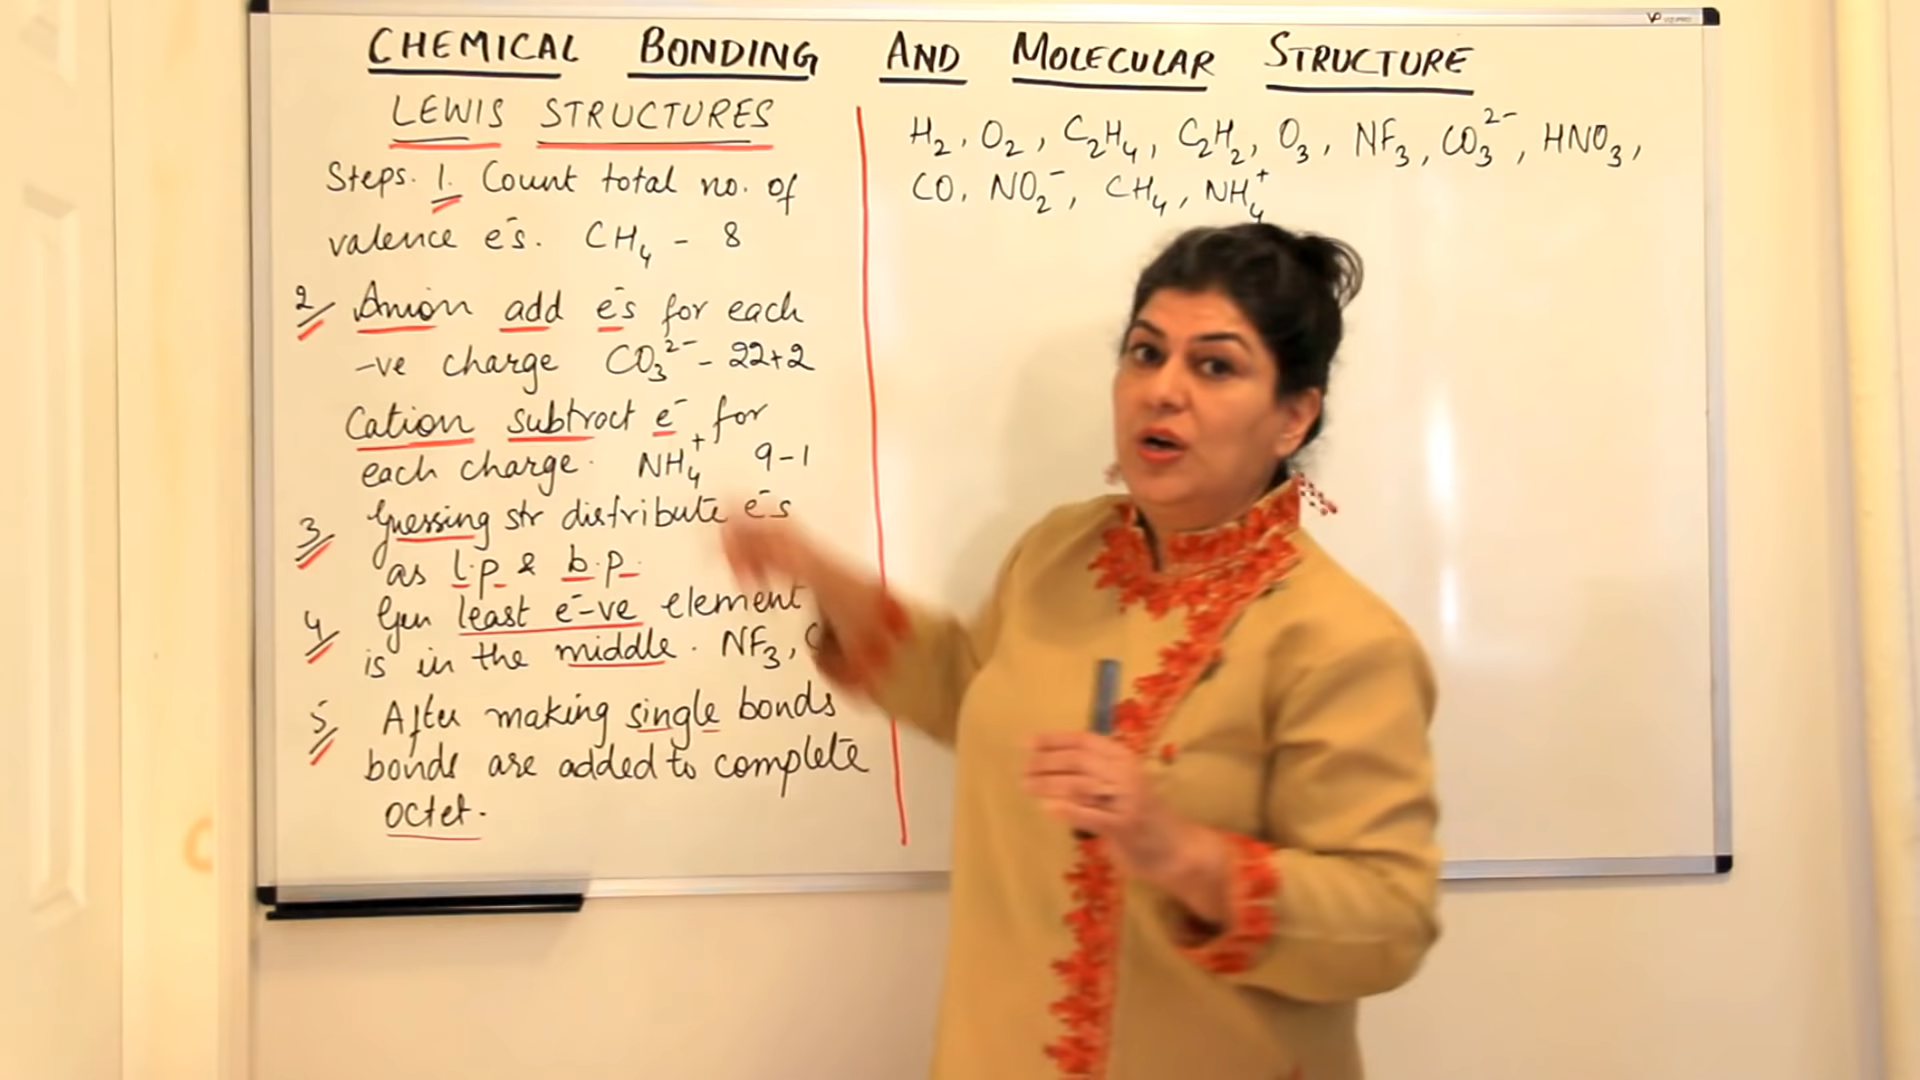 CHEMICAL BONDING AND MOLECULAR STRUCTURE
LEWIS STRUCTURES
Steps. 1. Count total no. of
valence e⁻s. CH₄ - 8
2 Anion add e⁻s for each
-ve charge CO₃²⁻ - 22+2
Cation subtract e⁻ for
each charge. NH₄⁺ 9-1
3 Guessing str distribute e⁻s
as l.p & b.p.
4 Gen least e⁻-ve element
is in the middle. NF₃,
5 After making single bonds
bonds are added to complete
octet.
H₂, O₂, C₂H₄, C₂H₂, O₃, NF₃, CO₃²⁻, HNO₃,
CO, NO₂⁻, CH₄, NH₄⁺